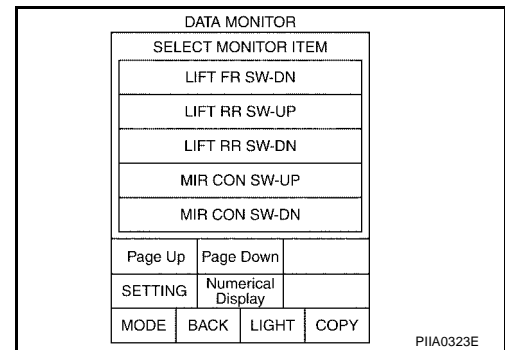 DATA MONITOR
SELECT MONITOR ITEM
LIFT FR SW-DN
LIFT RR SW-UP
LIFT RR SW-DN
MIR CON SW-UP
MIR CON SW-DN
Page Up Page Down
SETTING Numerical
Display
MODE BACK LIGHT COPY
PIIA0323E